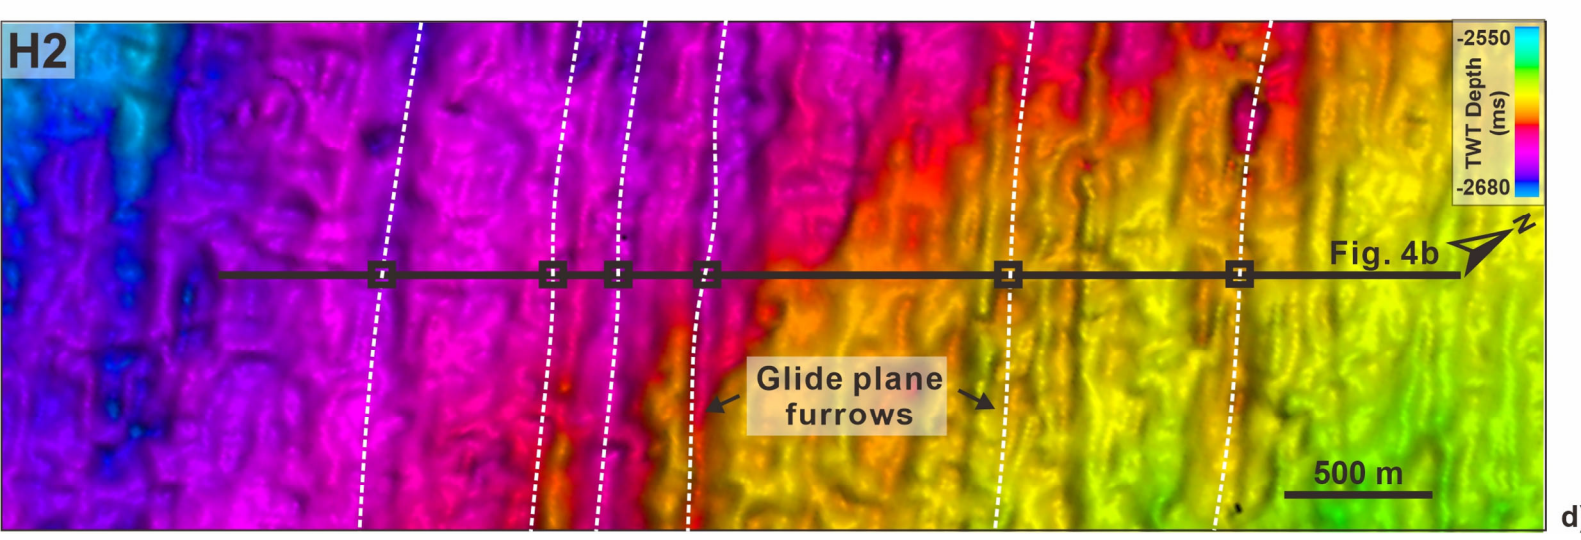 H2
-2550
TWT Depth
(ms)
-2680
N
Fig. 4b
Glide plane
furrows
500 m
d)